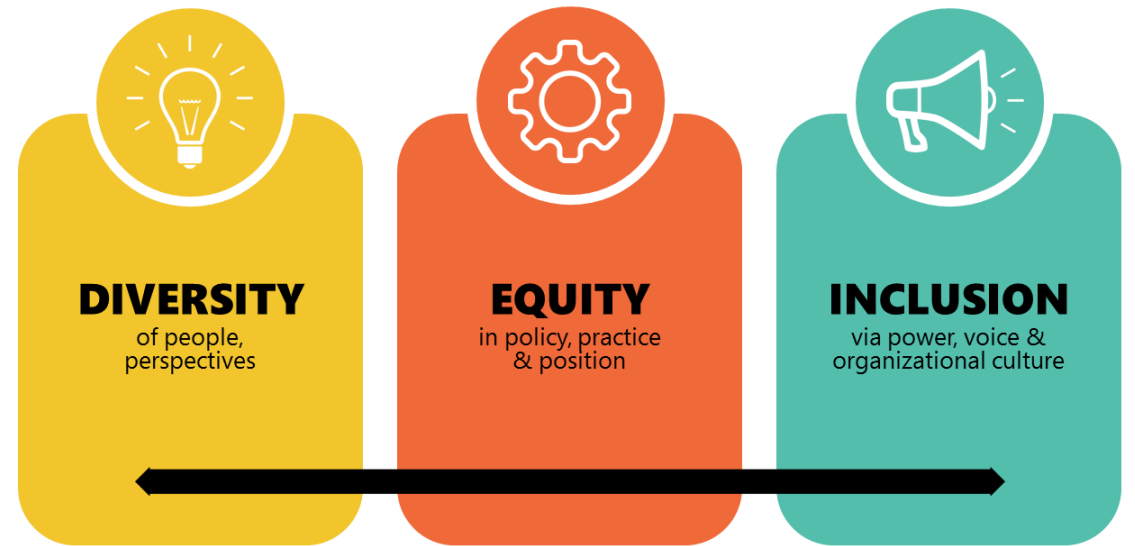 DIVERSITY
of people,
perspectives
EQUITY
in policy, practice
& position
INCLUSION
via power, voice &
organizational culture